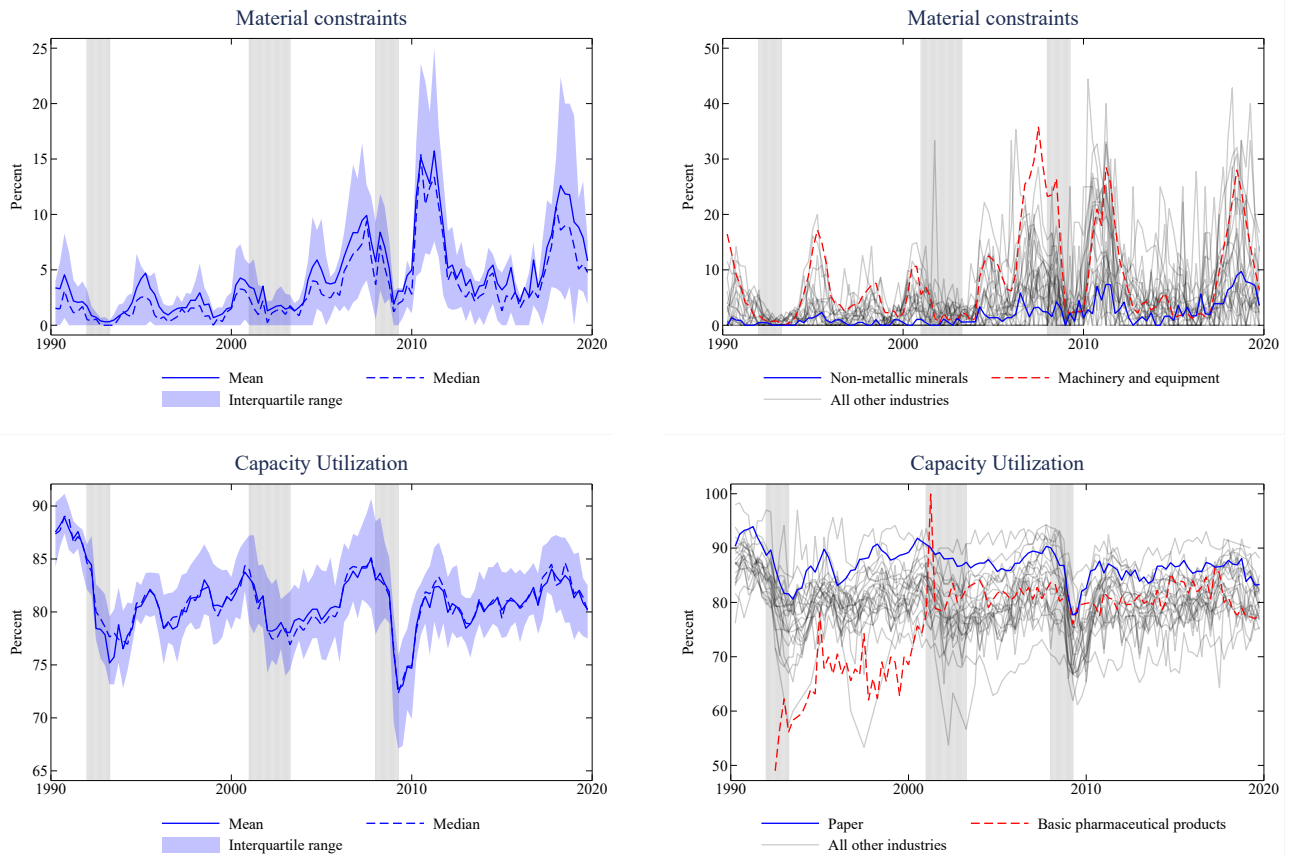 Material constraints
Percent
25
20
15
10
5
0
1990 2000 2010 2020
Mean Median
Interquartile range
Material constraints
Percent
50
40
30
20
10
0
1990 2000 2010 2020
Non-metallic minerals Machinery and equipment
All other industries
Capacity Utilization
Percent
90
85
80
75
70
65
1990 2000 2010 2020
Mean Median
Interquartile range
Capacity Utilization
Percent
100
90
80
70
60
50
1990 2000 2010 2020
Paper Basic pharmaceutical products
All other industries